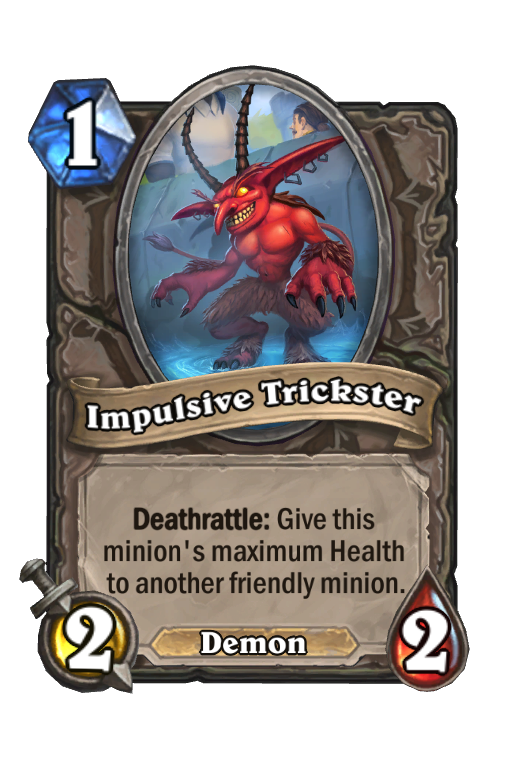 1
Impulsive Trickster
Deathrattle: Give this
minion's maximum Health
to another friendly minion.
2
Demon
2